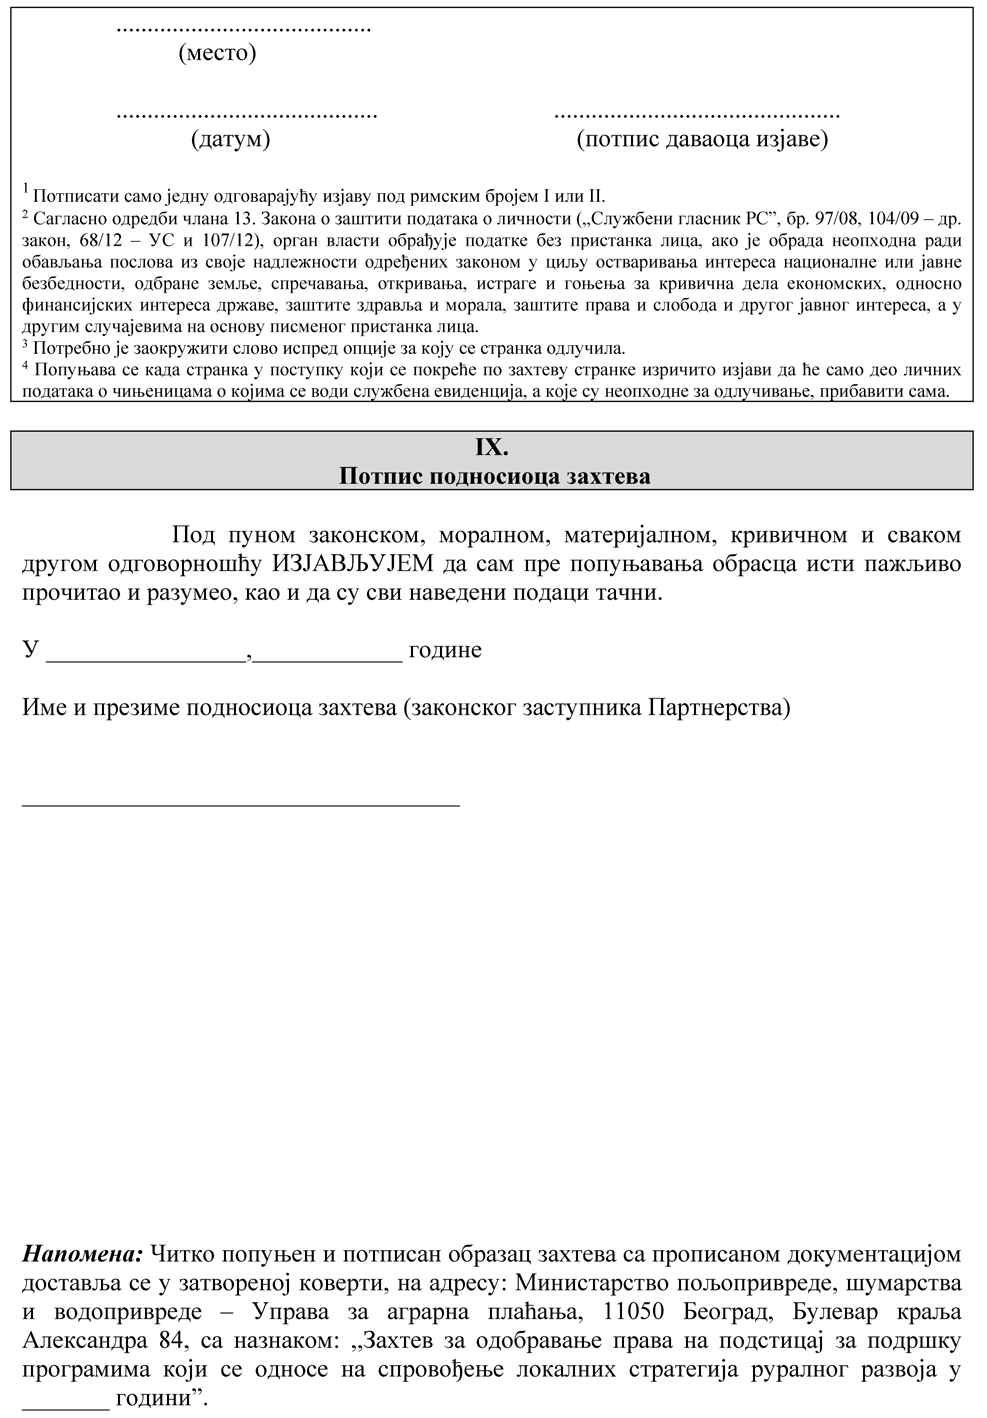 .........................................
(место)
.......................................... ..............................................
(датум) (потпис даваоца изјаве)
1 Потписати само једну одговарајућу изјаву под римским бројем I или II.
2 Сагласно одредби члана 13. Закона о заштити података о личности („Службени гласник РС”, бр. 97/08, 104/09 – др.
закон, 68/12 – УС и 107/12), орган власти обрађује податке без пристанка лица, ако је обрада неопходна ради
обављања послова из своје надлежности одређених законом у циљу остваривања интереса националне или јавне
безбедности, одбране земље, спречавања, откривања, истраге и гоњења за кривична дела економских, односно
финансијских интереса државе, заштите здравља и морала, заштите права и слобода и другог јавног интереса, а у
другим случајевима на основу писменог пристанка лица.
3 Потребно је заокружити слово испред опције за коју се странка одлучила.
4 Попуњава се када странка у поступку који се покреће по захтеву странке изричито изјави да ће само део личних
података о чињеницама о којима се води службена евиденција, а које су неопходне за одлучивање, прибавити сама.
IX.
Потпис подносиоца захтева
Под пуном законском, моралном, материјалном, кривичном и сваком
другом одговорношћу ИЗЈАВЉУЈЕМ да сам пре попуњавања обрасца исти пажљиво
прочитао и разумео, као и да су сви наведени подаци тачни.
У ________________,____________ године
Име и презиме подносиоца захтева (законског заступника Партнерства)
___________________________________
Напомена: Читко попуњен и потписан образац захтева са прописаном документацијом
доставља се у затвореној коверти, на адресу: Министарство пољопривреде, шумарства
и водопривреде – Управа за аграрна плаћања, 11050 Београд, Булевар краља
Александра 84, са назнаком: ,,Захтев за одобравање права на подстицај за подршку
програмима који се односе на спровођење локалних стратегија руралног развоја у
_______ години”.